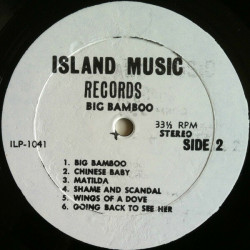 ISLAND MUSIC
RECORDS
BIG BAMBOO
33⅓ RPM
STEREO
ILP-1041
SIDE 2
1. BIG BAMBOO
2. CHINESE BABY
3. MATILDA
4. SHAME AND SCANDAL
5. WINGS OF A DOVE
6. GOING BACK TO SEE HER